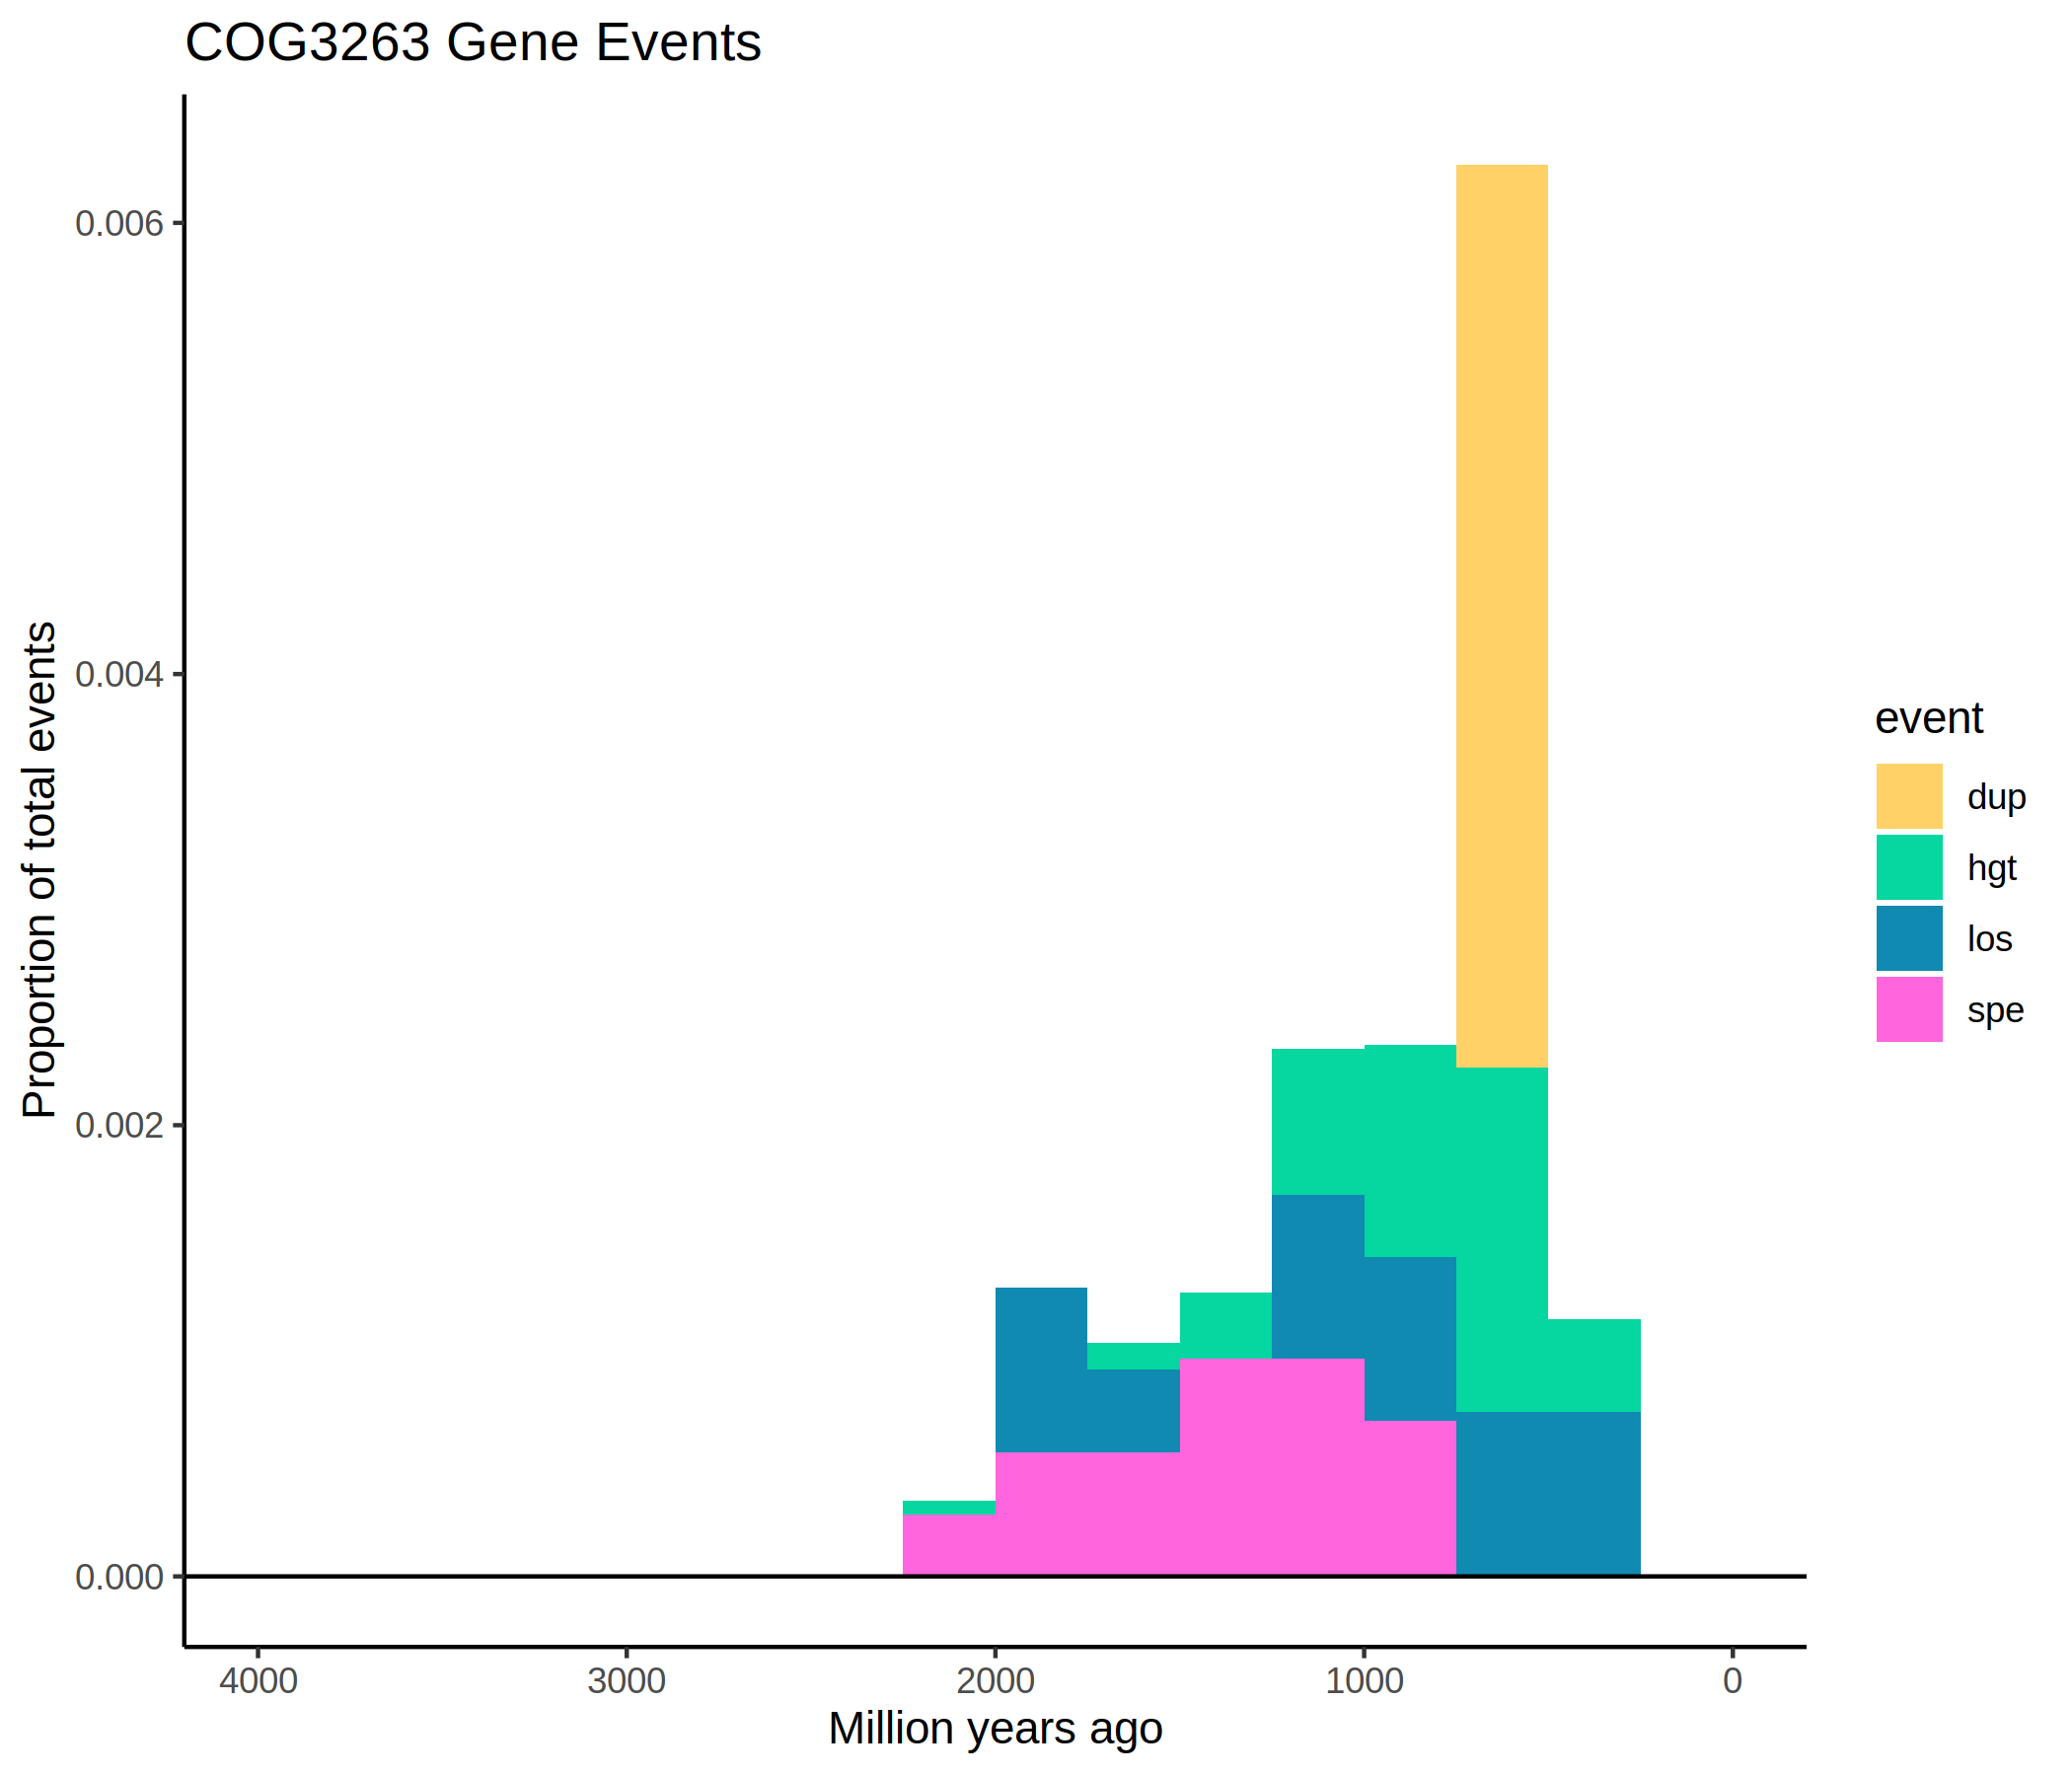 COG3263 Gene Events
Proportion of total events
0.006
0.004
0.002
0.000
4000 3000 2000 1000 0
Million years ago
event
dup
hgt
los
spe